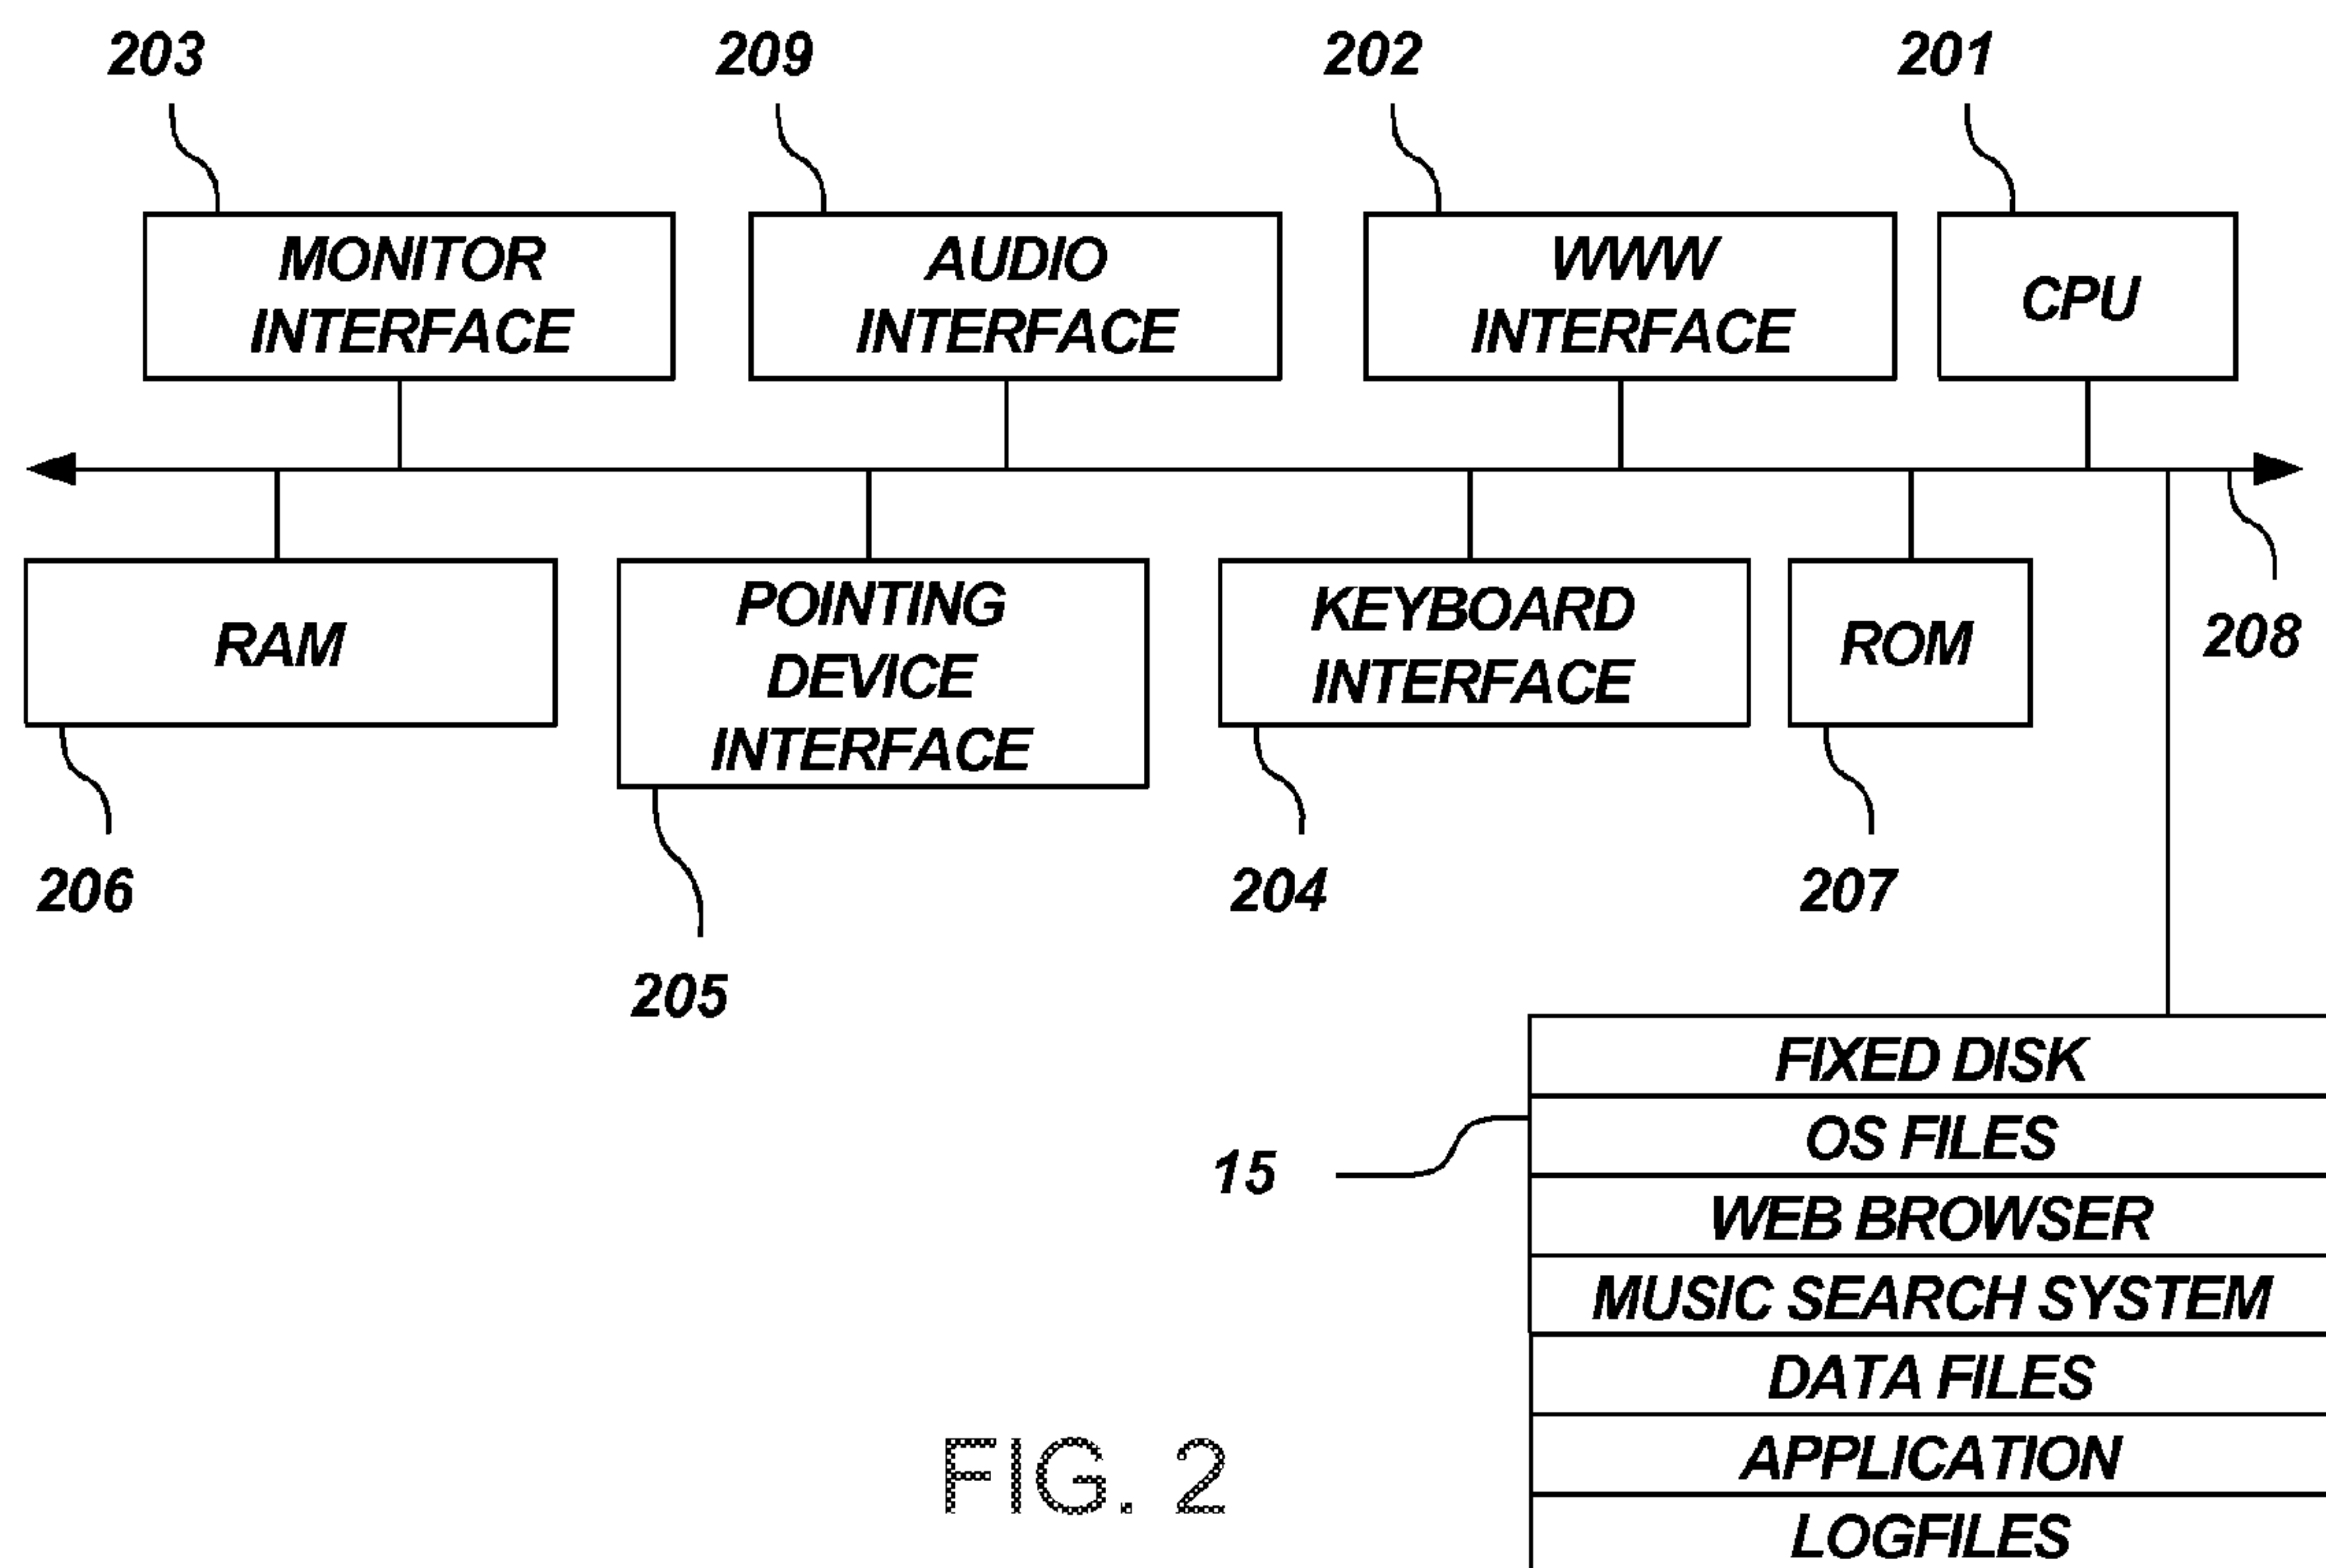 203
209
202
201
MONITOR
INTERFACE
AUDIO
INTERFACE
WWW
INTERFACE
CPU
RAM
POINTING
DEVICE
INTERFACE
KEYBOARD
INTERFACE
ROM
208
206
205
204
207
15
FIXED DISK
OS FILES
WEB BROWSER
MUSIC SEARCH SYSTEM
DATA FILES
APPLICATION
LOGFILES
FIG. 2